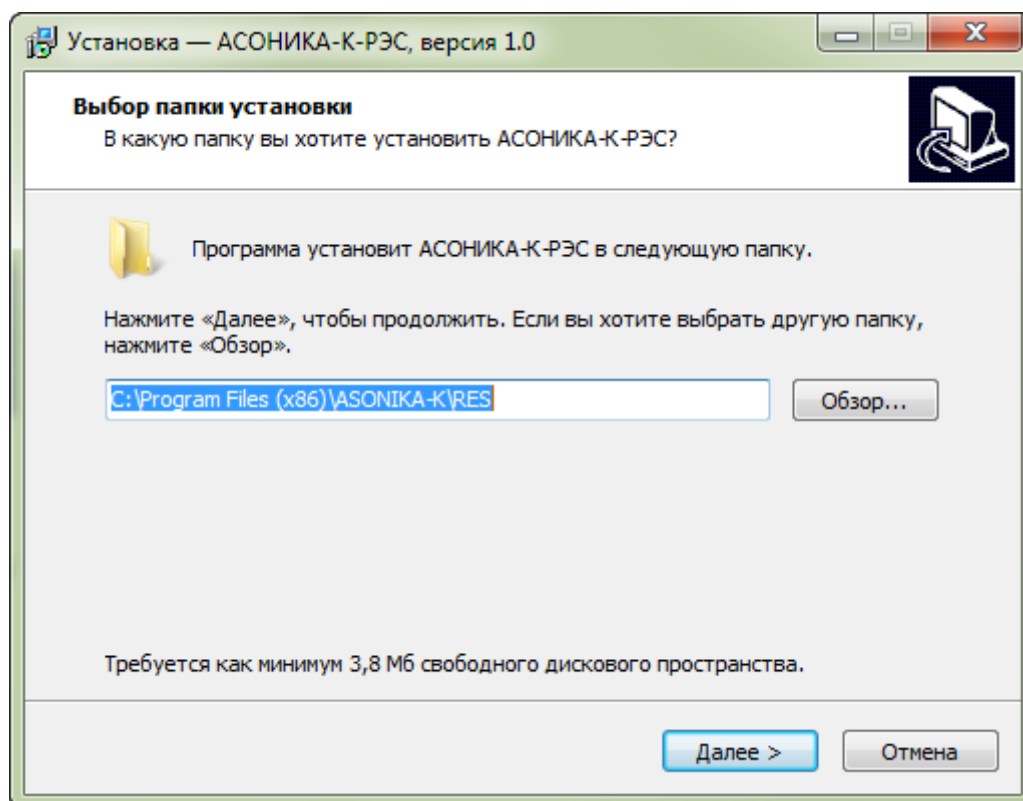 Установка — АСОНИКА-К-РЭС, версия 1.0
Выбор папки установки
В какую папку вы хотите установить АСОНИКА-К-РЭС?
Программа установит АСОНИКА-К-РЭС в следующую папку.
Нажмите «Далее», чтобы продолжить. Если вы хотите выбрать другую папку,
нажмите «Обзор».
C:\Program Files (x86)\ASONIKA-K\RES
Обзор...
Требуется как минимум 3,8 Мб свободного дискового пространства.
Далее >
Отмена